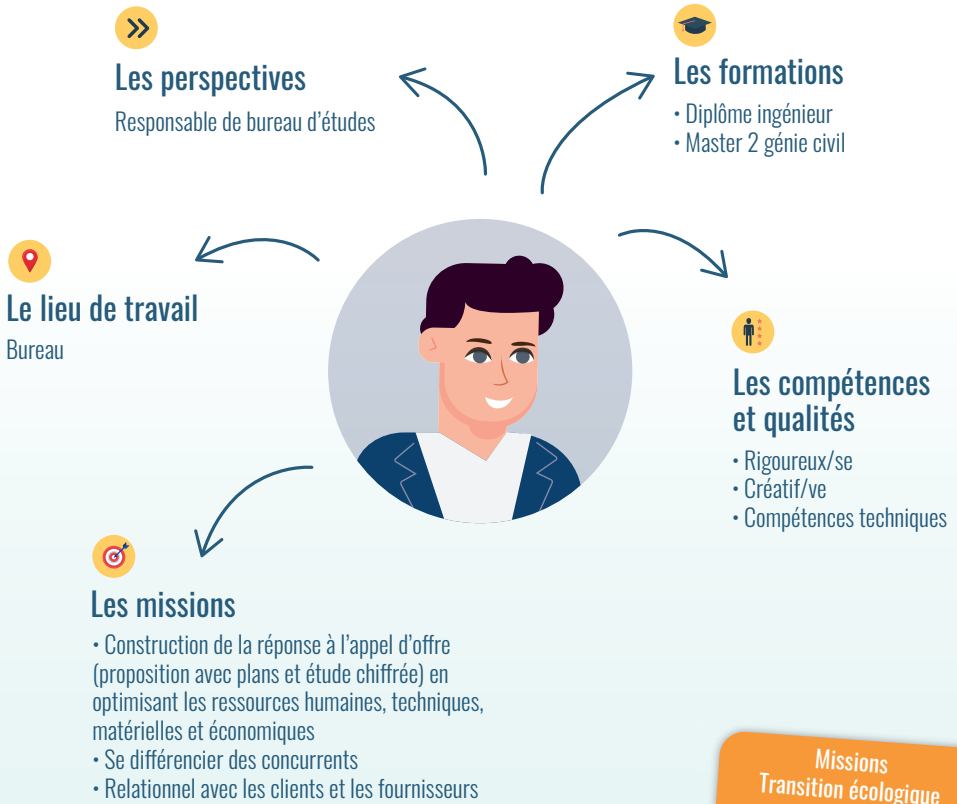 Les perspectives
Responsable de bureau d'études
Les formations
• Diplôme ingénieur
• Master 2 génie civil
Le lieu de travail
Bureau
Les compétences
et qualités
• Rigoureux/se
• Créatif/ve
• Compétences techniques
Les missions
• Construction de la réponse à l'appel d'offre
(proposition avec plans et étude chiffrée) en
optimisant les ressources humaines, techniques,
matérielles et économiques
• Se différencier des concurrents
• Relationnel avec les clients et les fournisseurs
Missions
Transition écologique